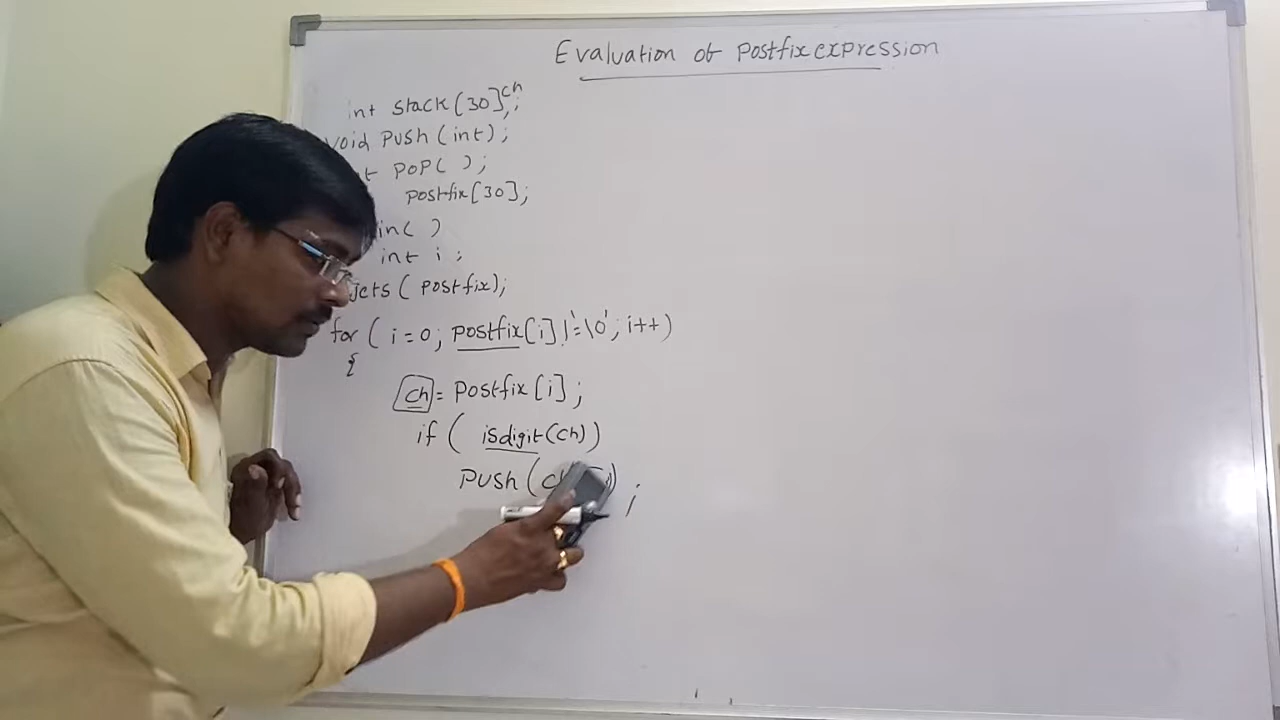 Evaluation of Postfix expression
int stack[30],ch;
void push(int);
POP( );
postfix[30];
int i;
(postfix);
for ( i=0; postfix[i]!='\0'; i++)
{
ch = postfix[i];
if ( isdigit(ch))
push(
;